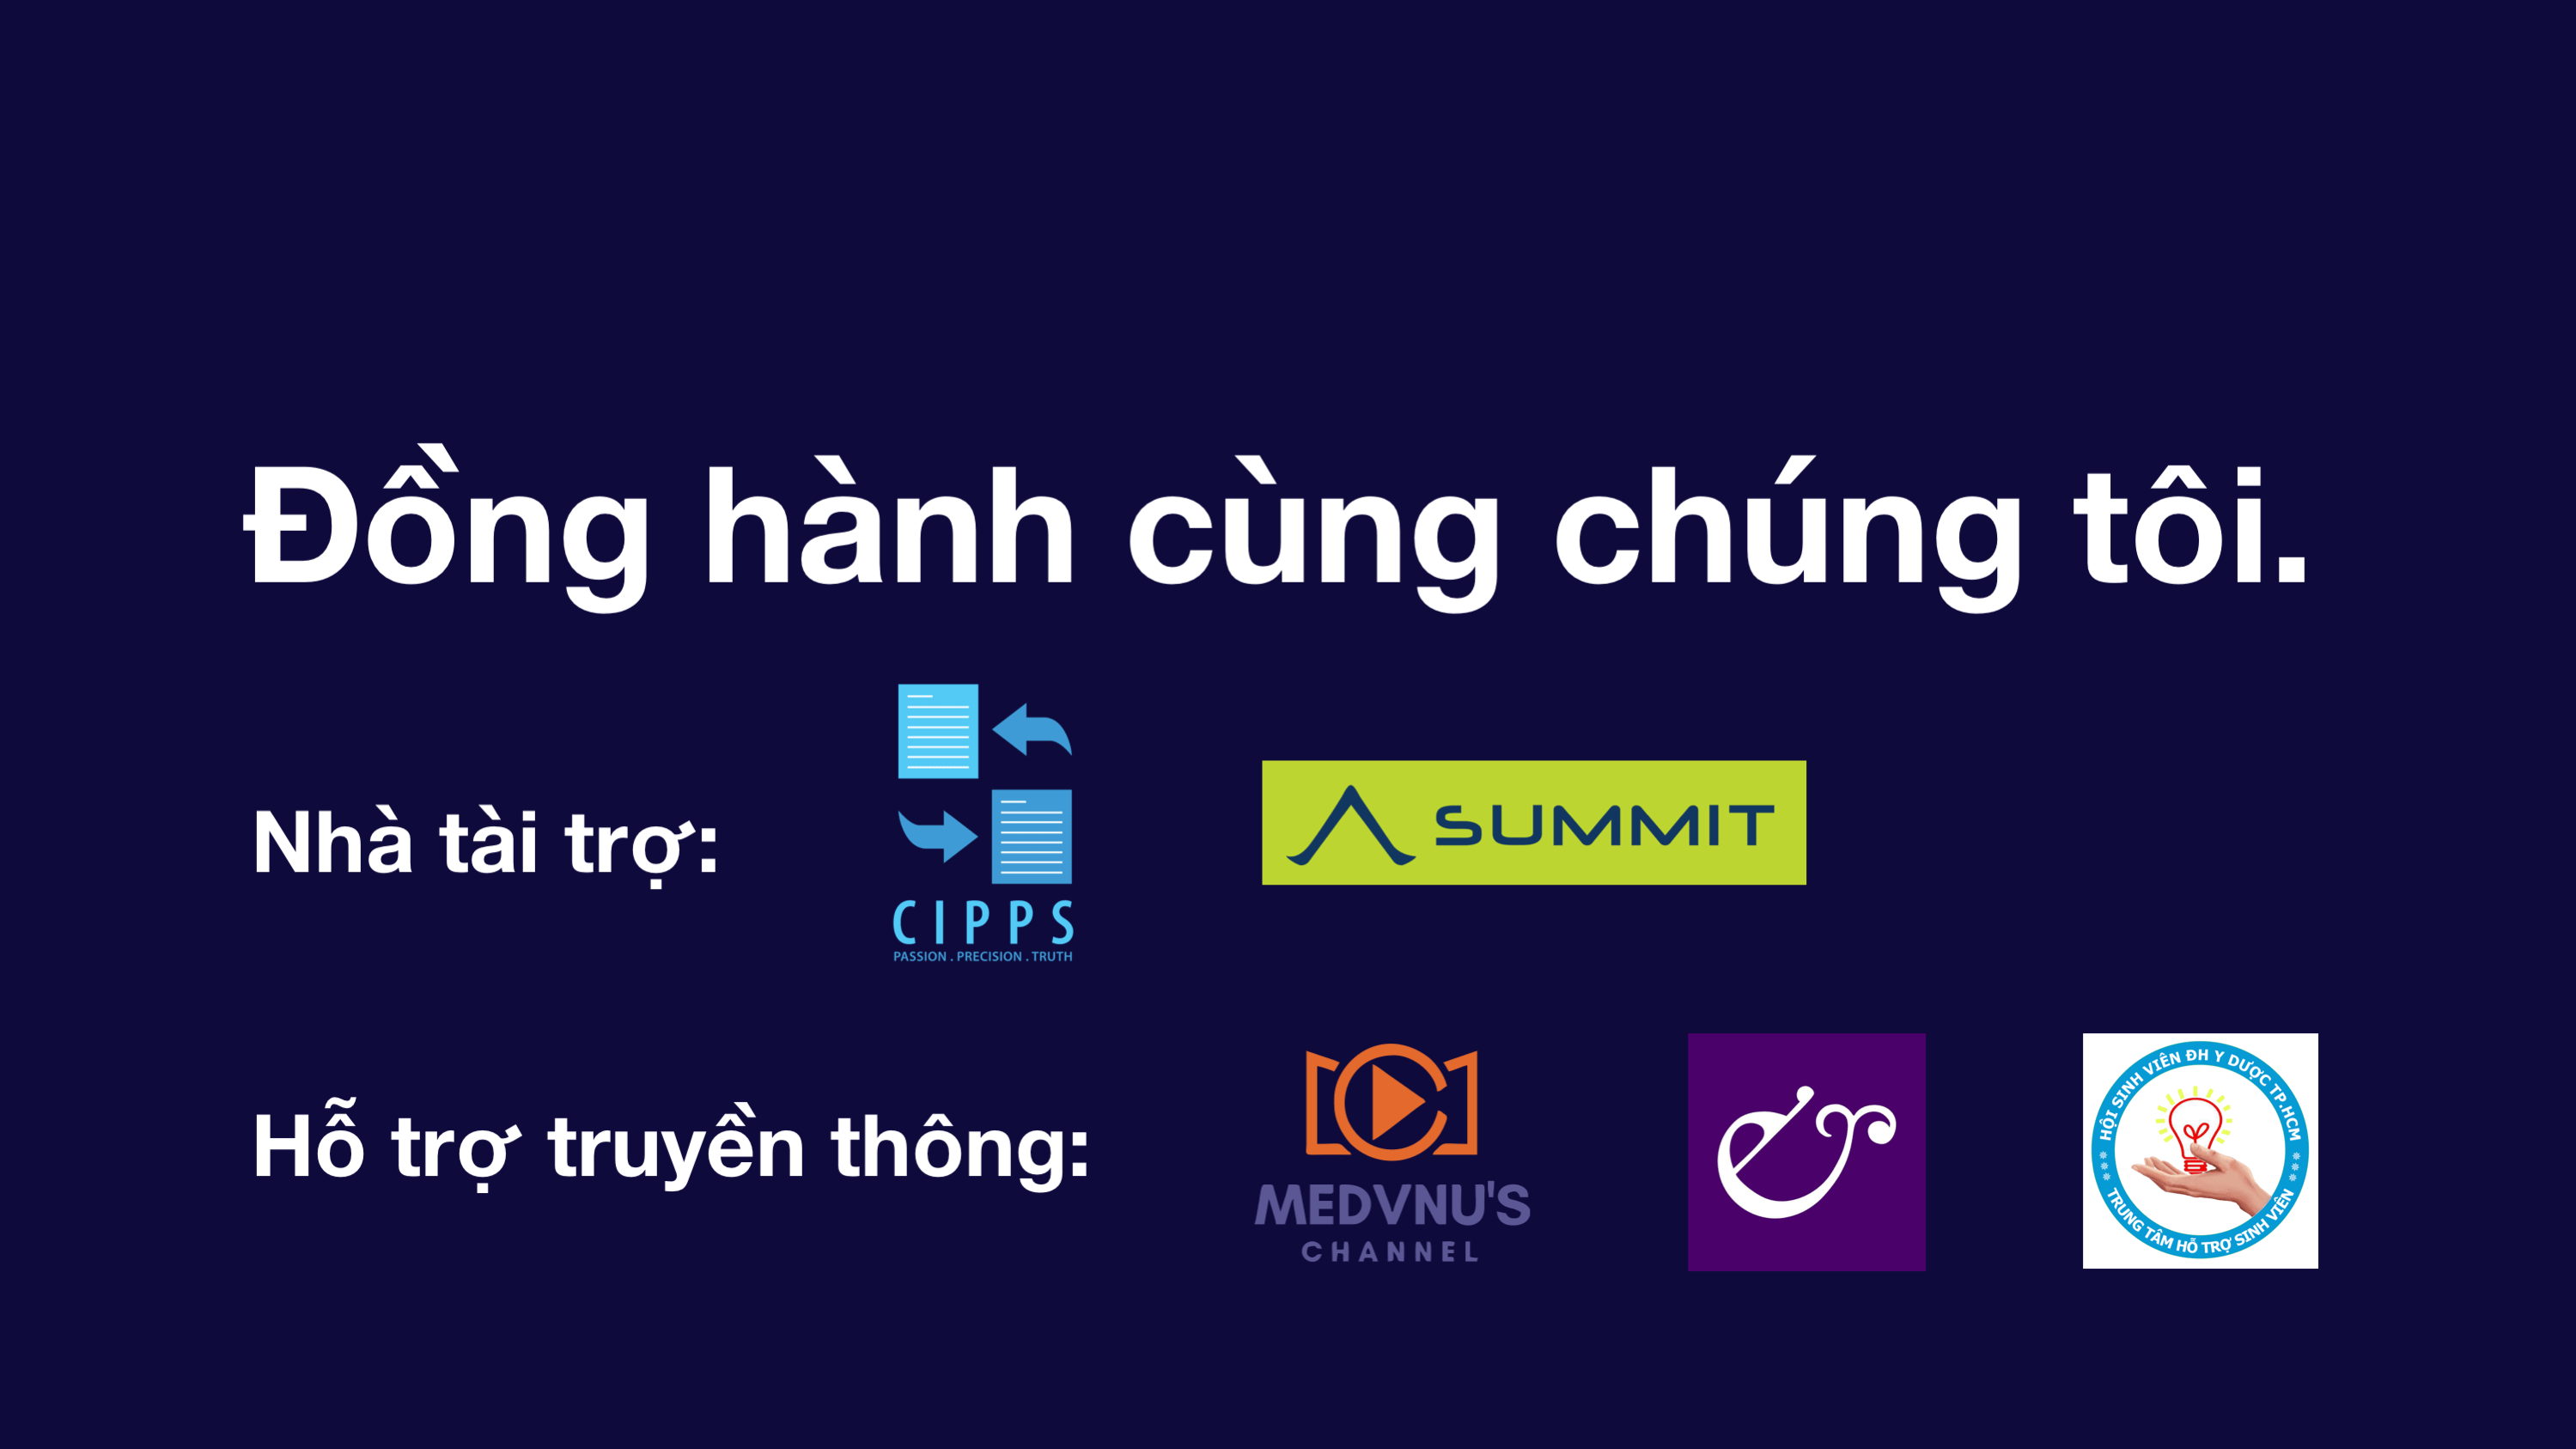 Đồng hành cùng chúng tôi.
Nhà tài trợ:
CIPPS
PASSION . PRECISION . TRUTH
SUMMIT
Hỗ trợ truyền thông:
MEDVNU'S
CHANNEL
&
HỘI SINH VIÊN ĐH Y DƯỢC TP.HCM
TRUNG TÂM HỖ TRỢ SINH VIÊN